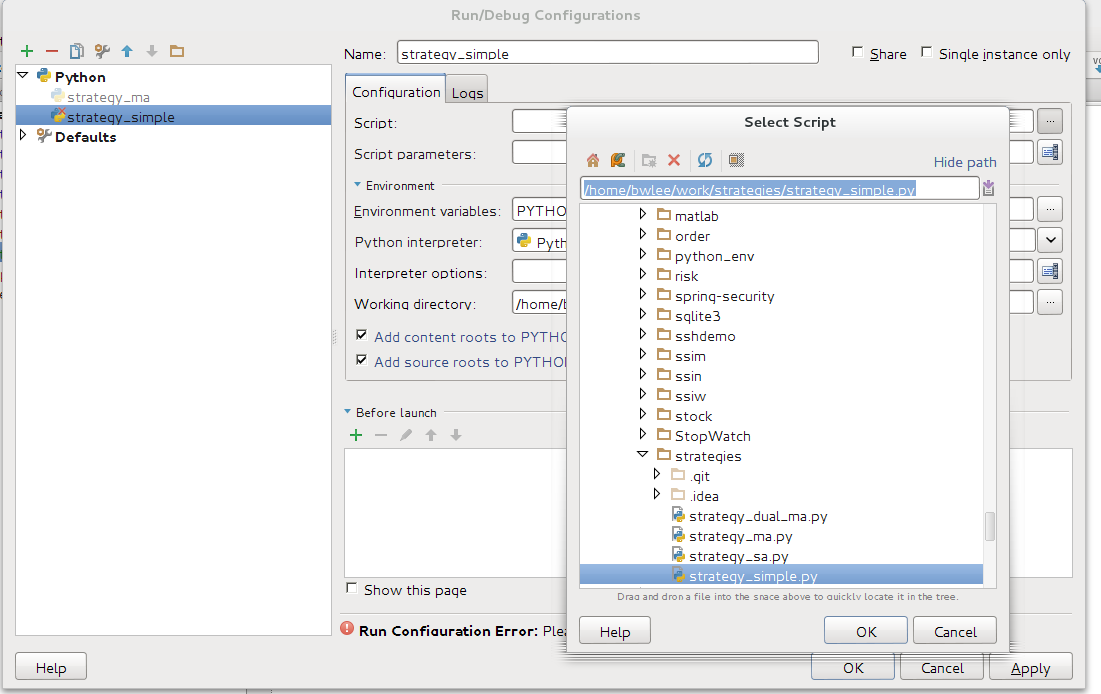 Run/Debug Configurations
Name: strategy_simple
Share
Single instance only
Python
strategy_ma
strategy_simple
Defaults
Configuration
Logs
Script:
...
Script parameters:
Environment
Environment variables: PYTHO
...
Python interpreter: Pyth
Interpreter options:
Working directory: /home/b
...
Add content roots to PYTHO
Add source roots to PYTHON
Before launch
Show this page
Run Configuration Error: Plea
Select Script
Hide path
/home/bwlee/work/strategies/strategy_simple.py
matlab
order
python_env
risk
spring-security
sqlite3
sshdemo
ssim
ssin
ssiw
stock
StopWatch
strategies
.git
.idea
strategy_dual_ma.py
strategy_ma.py
strategy_sa.py
strategy_simple.py
Drag and drop a file into the space above to quickly locate it in the tree.
Help
OK
Cancel
Help
OK
Cancel
Apply